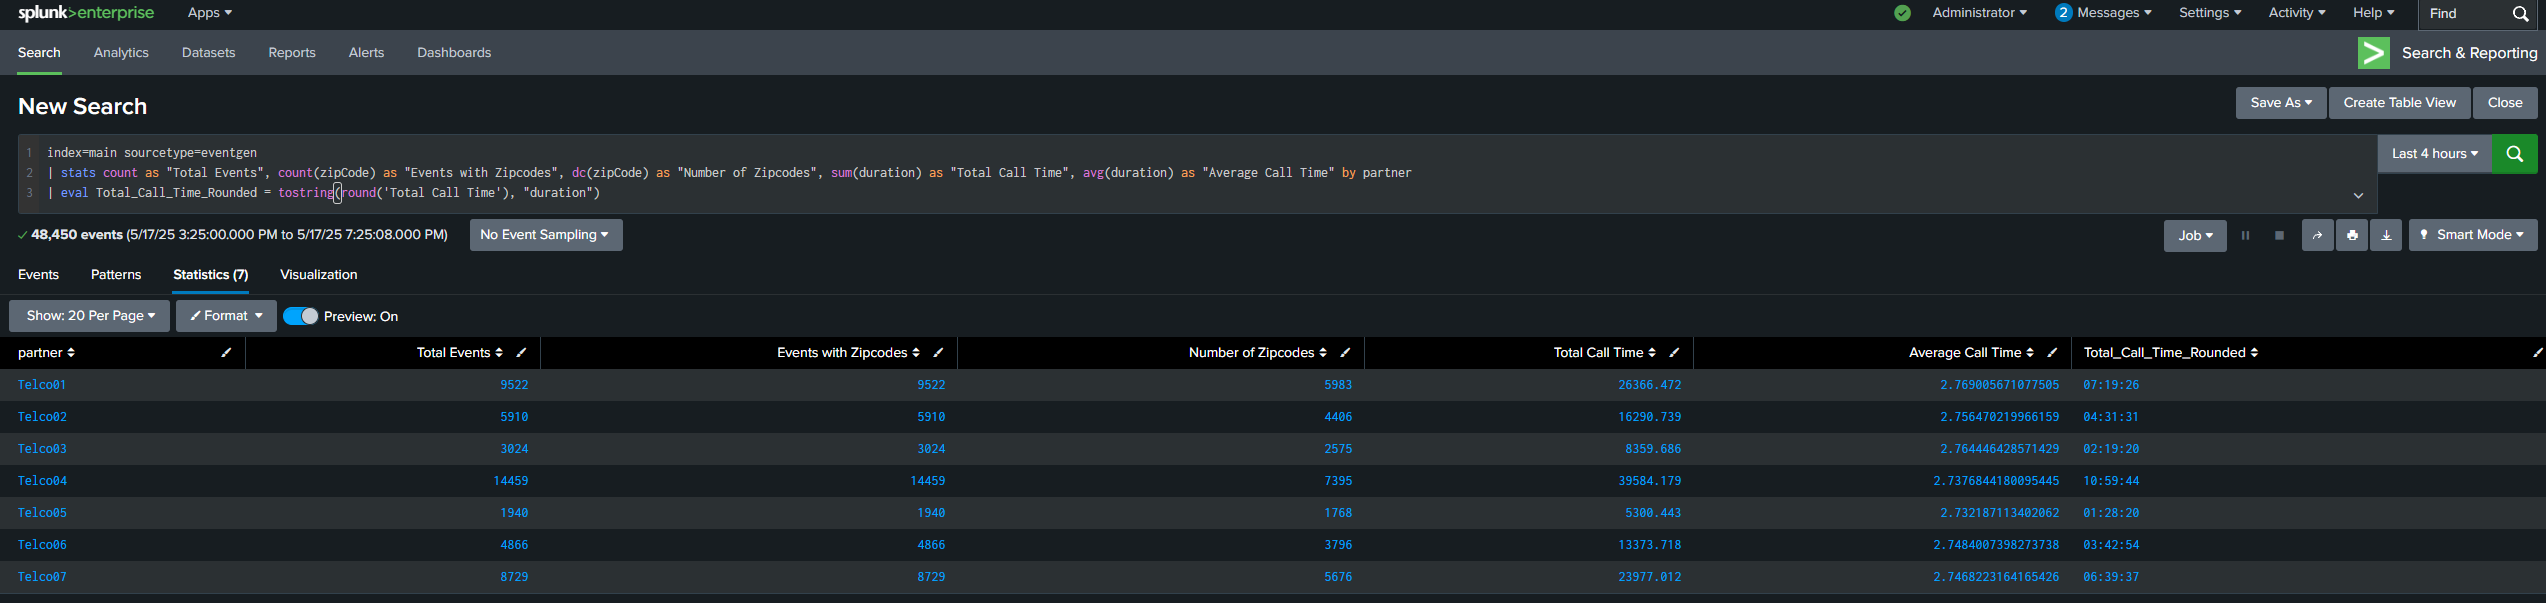 splunk>enterprise Apps Administrator 2 Messages Settings Activity Help Find
Search Analytics Datasets Reports Alerts Dashboards Search & Reporting
New Search Save As Create Table View Close
1 index=main sourcetype=eventgen
2 | stats count as "Total Events", count(zipCode) as "Events with Zipcodes", dc(zipCode) as "Number of Zipcodes", sum(duration) as "Total Call Time", avg(duration) as "Average Call Time" by partner
3 | eval Total_Call_Time_Rounded = tostring(round('Total Call Time'), "duration")
Last 4 hours
48,450 events (5/17/25 3:25:00.000 PM to 5/17/25 7:25:08.000 PM) No Event Sampling Job Smart Mode
Events Patterns Statistics (7) Visualization
Show: 20 Per Page Format Preview: On
partner Total Events Events with Zipcodes Number of Zipcodes Total Call Time Average Call Time Total_Call_Time_Rounded
Telco01 9522 9522 5983 26366.472 2.769005671077505 07:19:26
Telco02 5910 5910 4406 16290.739 2.756470219966159 04:31:31
Telco03 3024 3024 2575 8359.686 2.764446428571429 02:19:20
Telco04 14459 14459 7395 39584.179 2.7376844180095445 10:59:44
Telco05 1940 1940 1768 5300.443 2.732187113402062 01:28:20
Telco06 4866 4866 3796 13373.718 2.7484007398273738 03:42:54
Telco07 8729 8729 5676 23977.012 2.7468223164165426 06:39:37